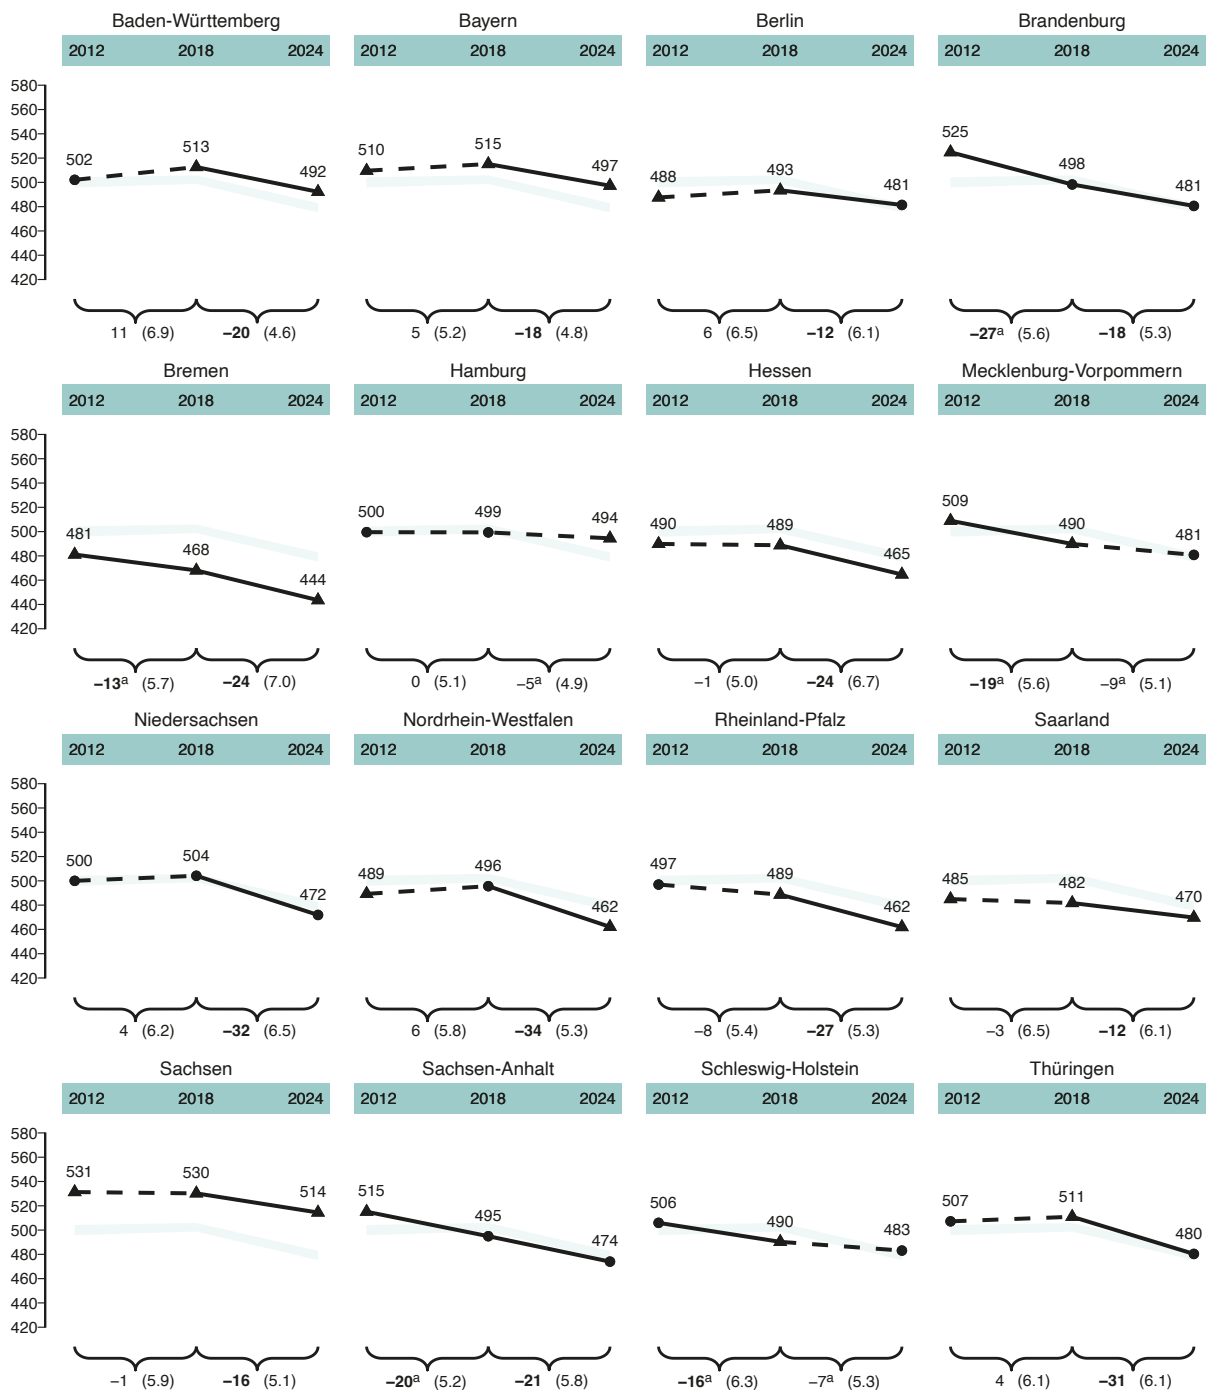 Baden-Württemberg Bayern Berlin Brandenburg
2012 2018 2024 2012 2018 2024 2012 2018 2024 2012 2018 2024
580
560
540
520
500
480
460
440
420
502 513 492 510 515 497 488 493 481 525 498 481
11 (6.9) –20 (4.6) 5 (5.2) –18 (4.8) 6 (6.5) –12 (6.1) –27a (5.6) –18 (5.3)
Bremen Hamburg Hessen Mecklenburg-Vorpommern
2012 2018 2024 2012 2018 2024 2012 2018 2024 2012 2018 2024
580
560
540
520
500
480
460
440
420
481 468 444 500 499 494 490 489 465 509 490 481
–13a (5.7) –24 (7.0) 0 (5.1) –5a (4.9) –1 (5.0) –24 (6.7) –19a (5.6) –9a (5.1)
Niedersachsen Nordrhein-Westfalen Rheinland-Pfalz Saarland
2012 2018 2024 2012 2018 2024 2012 2018 2024 2012 2018 2024
580
560
540
520
500
480
460
440
420
500 504 472 489 496 462 497 489 462 485 482 470
4 (6.2) –32 (6.5) 6 (5.8) –34 (5.3) –8 (5.4) –27 (5.3) –3 (6.5) –12 (6.1)
Sachsen Sachsen-Anhalt Schleswig-Holstein Thüringen
2012 2018 2024 2012 2018 2024 2012 2018 2024 2012 2018 2024
580
560
540
520
500
480
460
440
420
531 530 514 515 495 474 506 490 483 507 511 480
–1 (5.9) –16 (5.1) –20a (5.2) –21 (5.8) –16a (6.3) –7a (5.3) 4 (6.1) –31 (6.1)